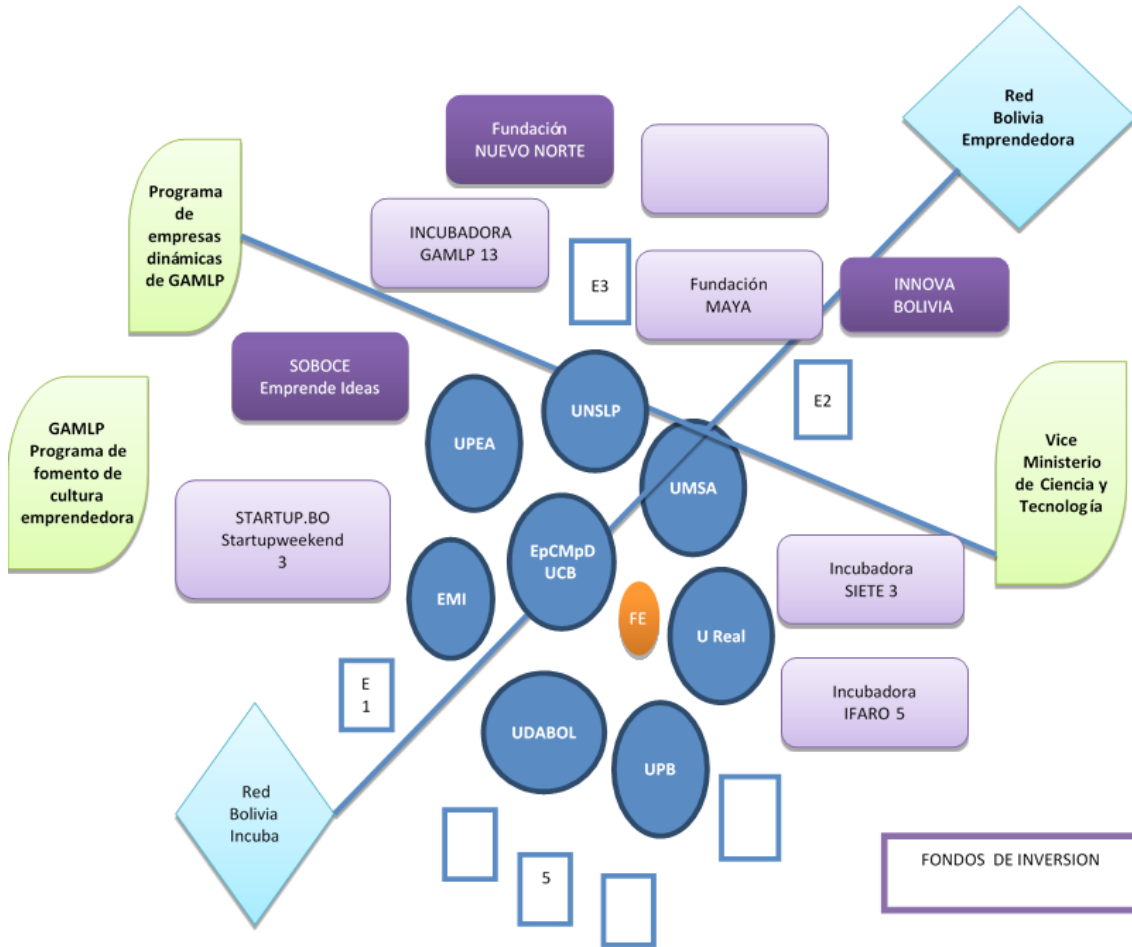 Red
Bolivia
Emprendedora
Fundación
NUEVO NORTE
Programa
de
empresas
dinámicas
de GAMLP
INCUBADORA
GAMLP 13
E3
Fundación
MAYA
INNOVA
BOLIVIA
SOBOCE
Emprende Ideas
UNSLP
E2
GAMLP
Programa de
fomento de
cultura
emprendedora
UPEA
UMSA
Vice
Ministerio
de Ciencia y
Tecnología
STARTUP.BO
Startupweekend
3
EpCMpD
UCB
EMI
FE
U Real
Incubadora
SIETE 3
E
1
Incubadora
IFARO 5
UDABOL
UPB
Red
Bolivia
Incuba
5
FONDOS DE INVERSION